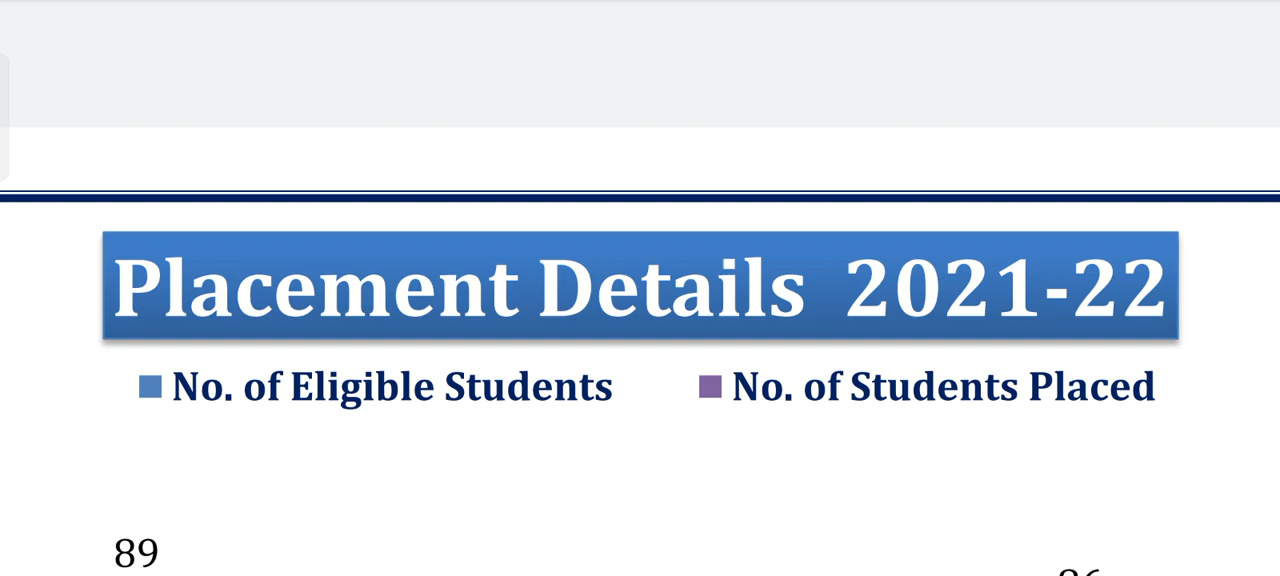 Placement Details 2021-22
No. of Eligible Students No. of Students Placed
89